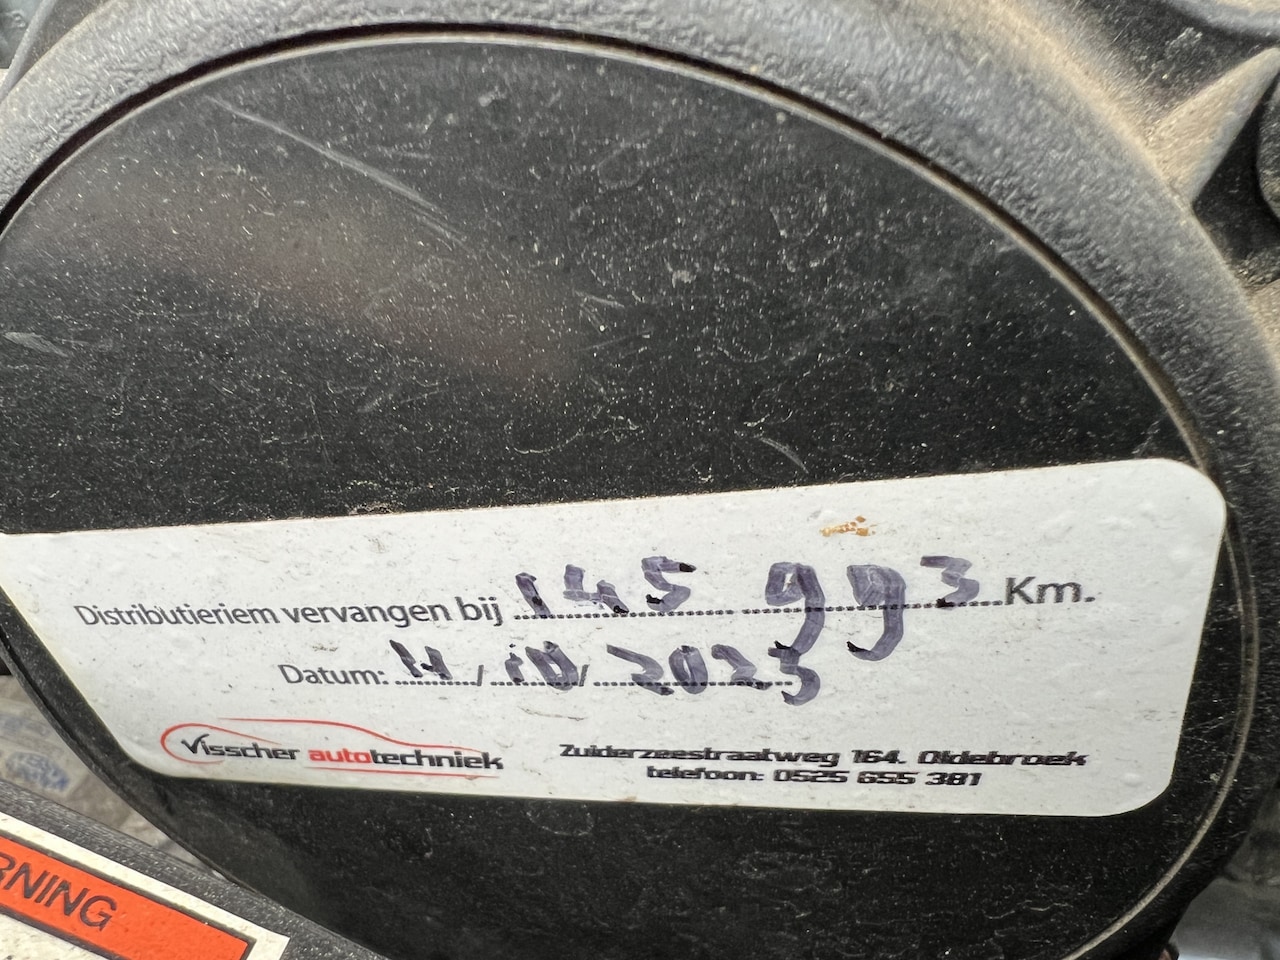 Distributieriem vervangen bij 145 993 Km.
Datum: 11 / 10 / 2023
Visscher autotechniek
Zuiderzeestraatweg 164. Oldebroek
telefoon: 0525 655 381
RNING